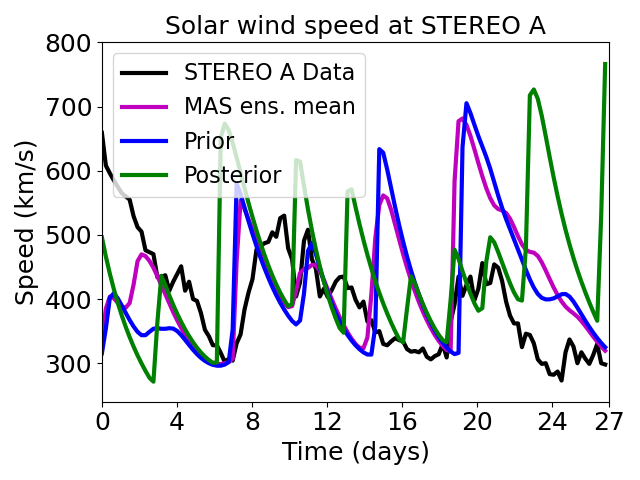 Solar wind speed at STEREO A
800
700
600
500
400
300
Speed (km/s)
STEREO A Data
MAS ens. mean
Prior
Posterior
0 4 8 12 16 20 24 27
Time (days)